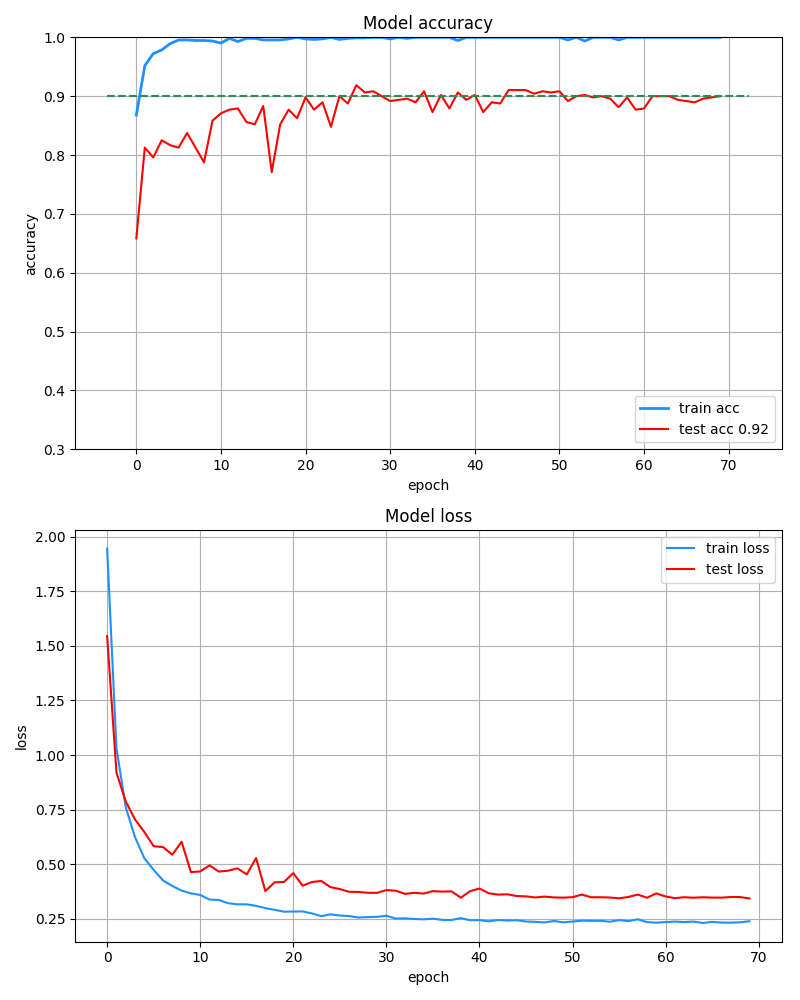 Model accuracy
1.0
0.9
0.8
0.7
0.6
0.5
0.4
0.3
accuracy
train acc
test acc 0.92
0 10 20 30 40 50 60 70
epoch
Model loss
2.00
1.75
1.50
1.25
1.00
0.75
0.50
0.25
loss
train loss
test loss
0 10 20 30 40 50 60 70
epoch